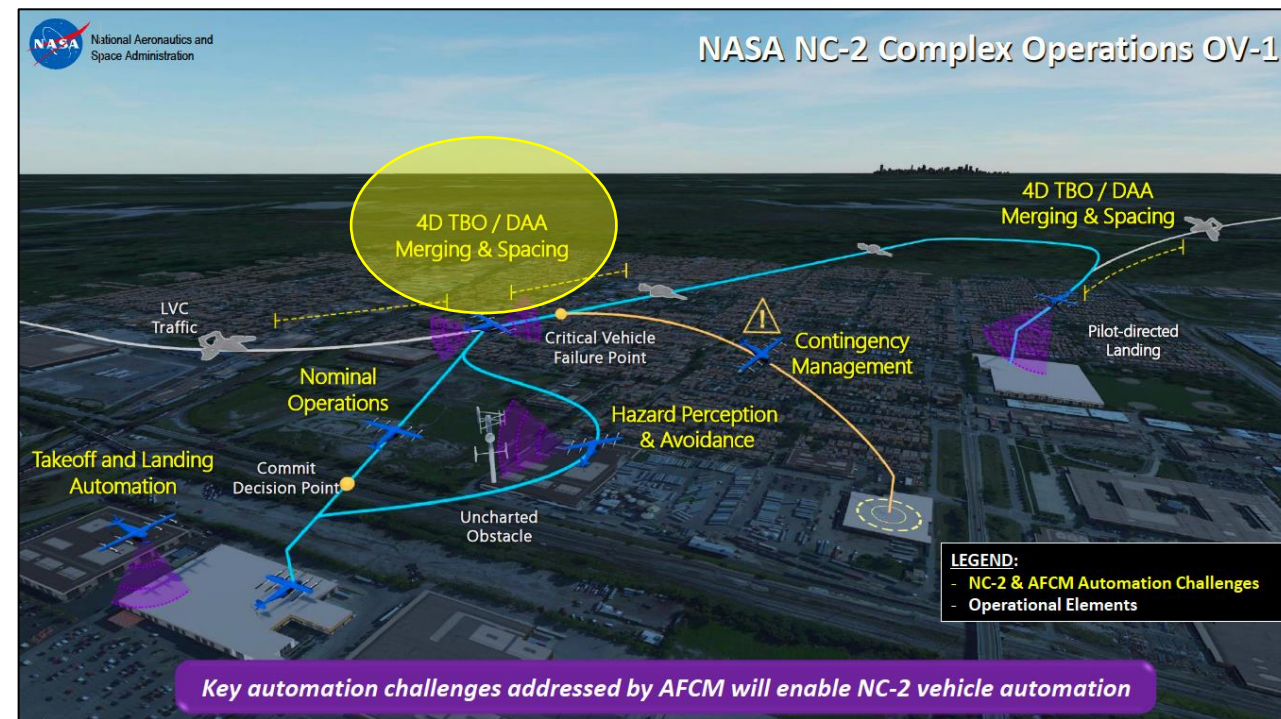 NASA
National Aeronautics and
Space Administration
NASA NC-2 Complex Operations OV-1
4D TBO / DAA
Merging & Spacing
4D TBO / DAA
Merging & Spacing
LVC
Traffic
Critical Vehicle
Failure Point
Contingency
Management
Pilot-directed
Landing
Nominal
Operations
Hazard Perception
& Avoidance
Takeoff and Landing
Automation
Commit
Decision Point
Uncharted
Obstacle
LEGEND:
- NC-2 & AFCM Automation Challenges
- Operational Elements
Key automation challenges addressed by AFCM will enable NC-2 vehicle automation